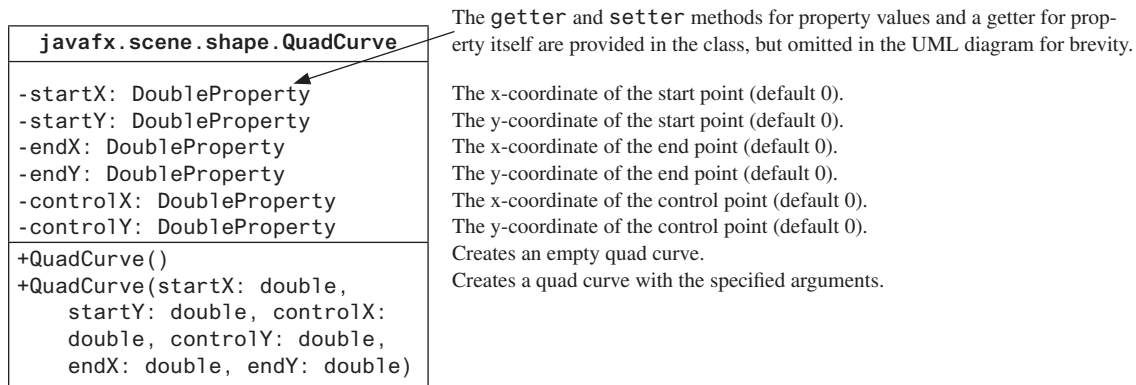 The getter and setter methods for property values and a getter for prop-
erty itself are provided in the class, but omitted in the UML diagram for brevity.
javafx.scene.shape.QuadCurve
-startX: DoubleProperty The x-coordinate of the start point (default 0).
-startY: DoubleProperty The y-coordinate of the start point (default 0).
-endX: DoubleProperty The x-coordinate of the end point (default 0).
-endY: DoubleProperty The y-coordinate of the end point (default 0).
-controlX: DoubleProperty The x-coordinate of the control point (default 0).
-controlY: DoubleProperty The y-coordinate of the control point (default 0).
+QuadCurve() Creates an empty quad curve.
+QuadCurve(startX: double, Creates a quad curve with the specified arguments.
startY: double, controlX:
double, controlY: double,
endX: double, endY: double)